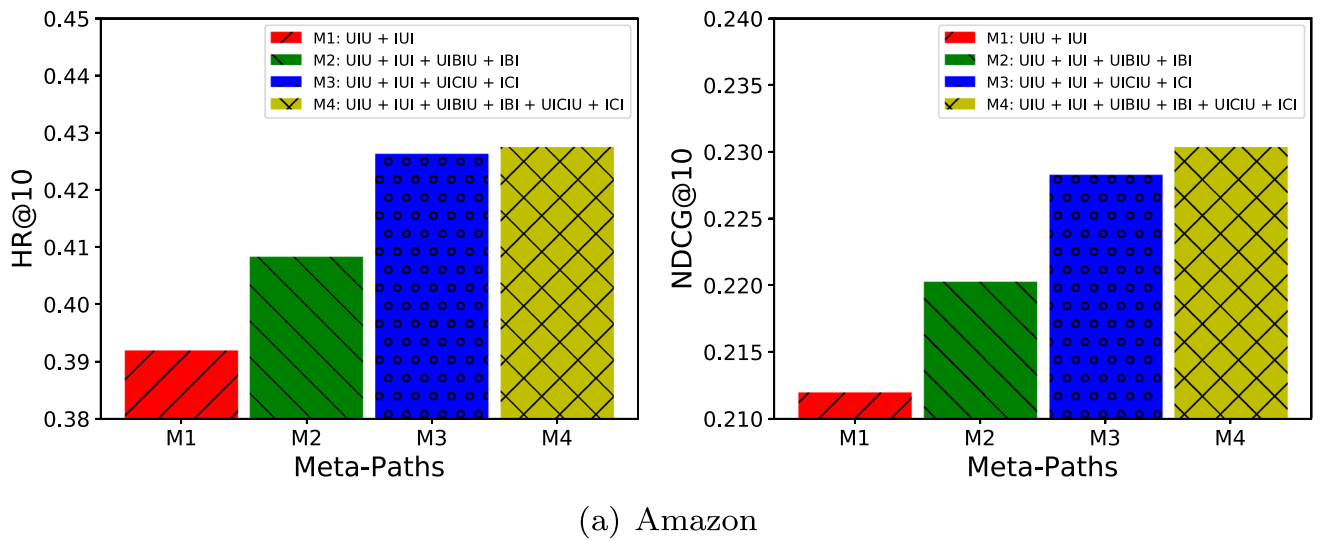 0.45
0.44
0.43
0.42
0.41
0.40
0.39
0.38
HR@10
M1: UIU + IUI
M2: UIU + IUI + UIBIU + IBI
M3: UIU + IUI + UICIU + ICI
M4: UIU + IUI + UIBIU + IBI + UICIU + ICI
M1 M2 M3 M4
Meta-Paths
0.240
0.235
0.230
0.225
0.220
0.215
0.210
NDCG@10
M1: UIU + IUI
M2: UIU + IUI + UIBIU + IBI
M3: UIU + IUI + UICIU + ICI
M4: UIU + IUI + UIBIU + IBI + UICIU + ICI
M1 M2 M3 M4
Meta-Paths
(a) Amazon